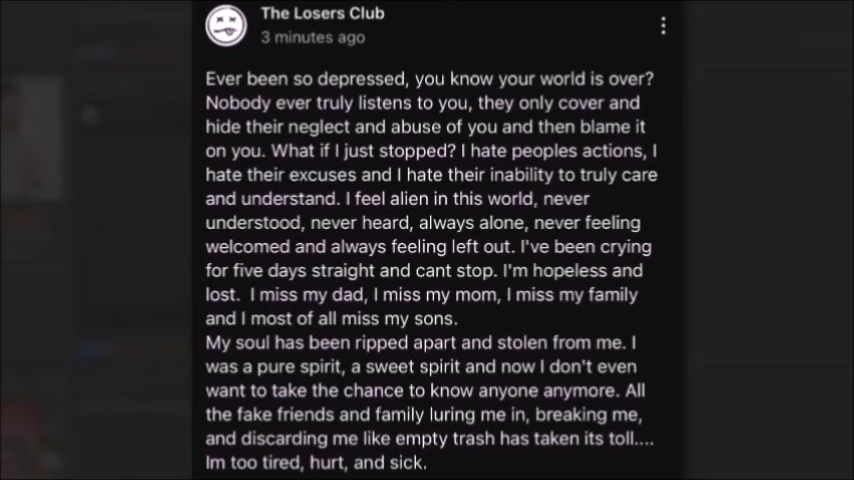 The Losers Club
3 minutes ago
Ever been so depressed, you know your world is over?
Nobody ever truly listens to you, they only cover and
hide their neglect and abuse of you and then blame it
on you. What if I just stopped? I hate peoples actions, I
hate their excuses and I hate their inability to truly care
and understand. I feel alien in this world, never
understood, never heard, always alone, never feeling
welcomed and always feeling left out. I've been crying
for five days straight and cant stop. I'm hopeless and
lost. I miss my dad, I miss my mom, I miss my family
and I most of all miss my sons.
My soul has been ripped apart and stolen from me. I
was a pure spirit, a sweet spirit and now I don't even
want to take the chance to know anyone anymore. All
the fake friends and family luring me in, breaking me,
and discarding me like empty trash has taken its toll....
Im too tired, hurt, and sick.